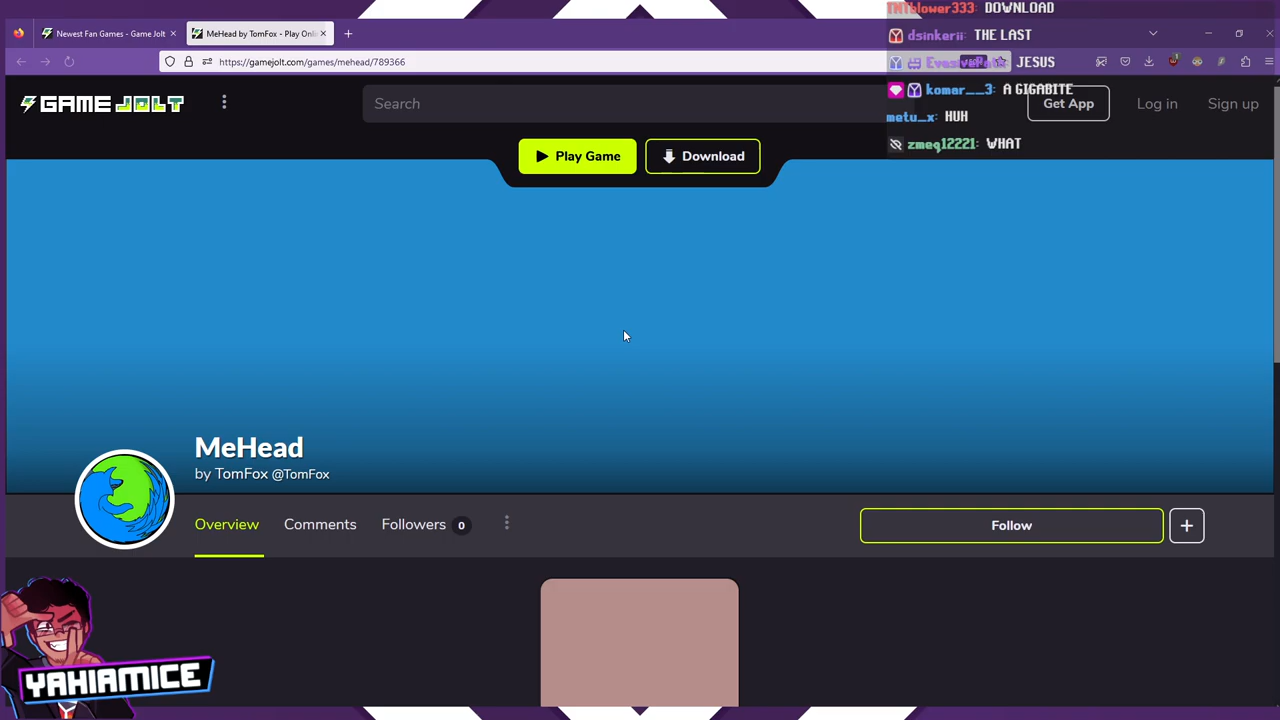 Newest Fan Games - Game Jolt
MeHead by TomFox - Play Onli
https://gamejolt.com/games/mehead/789366
TNTblower333: DOWNLOAD
dsinkerii: THE LAST
JESUS
komar__3: A GIGABITE
metu_x: HUH
zmeq12221: WHAT
GAME JOLT
Search
Get App
Log in
Sign up
Play Game
Download
MeHead
by TomFox @TomFox
Overview
Comments
Followers 0
Follow
YAHIAMICE